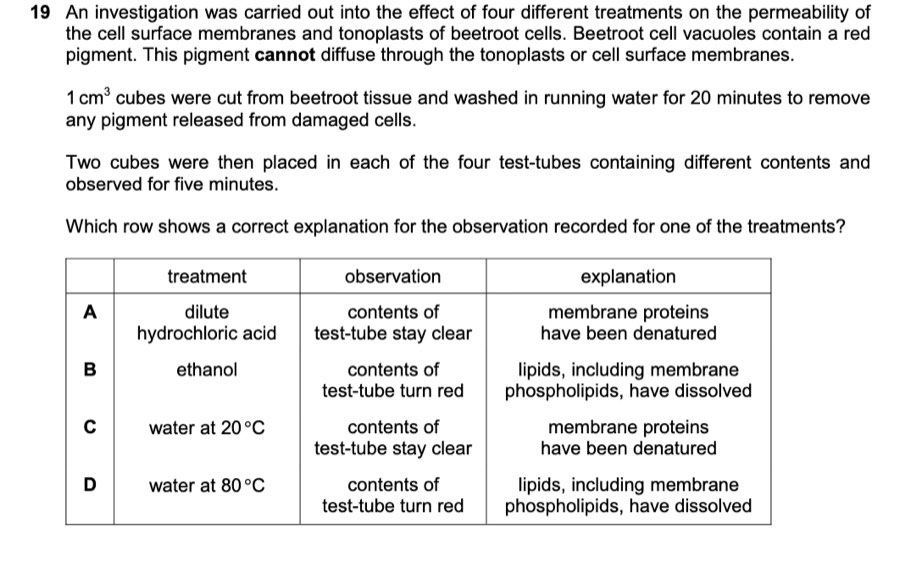 19 An investigation was carried out into the effect of four different treatments on the permeability of
the cell surface membranes and tonoplasts of beetroot cells. Beetroot cell vacuoles contain a red
pigment. This pigment cannot diffuse through the tonoplasts or cell surface membranes.
1 cm³ cubes were cut from beetroot tissue and washed in running water for 20 minutes to remove
any pigment released from damaged cells.
Two cubes were then placed in each of the four test-tubes containing different contents and
observed for five minutes.
Which row shows a correct explanation for the observation recorded for one of the treatments?
treatment observation explanation
A dilute contents of membrane proteins
hydrochloric acid test-tube stay clear have been denatured
B ethanol contents of lipids, including membrane
test-tube turn red phospholipids, have dissolved
C water at 20 °C contents of membrane proteins
test-tube stay clear have been denatured
D water at 80 °C contents of lipids, including membrane
test-tube turn red phospholipids, have dissolved